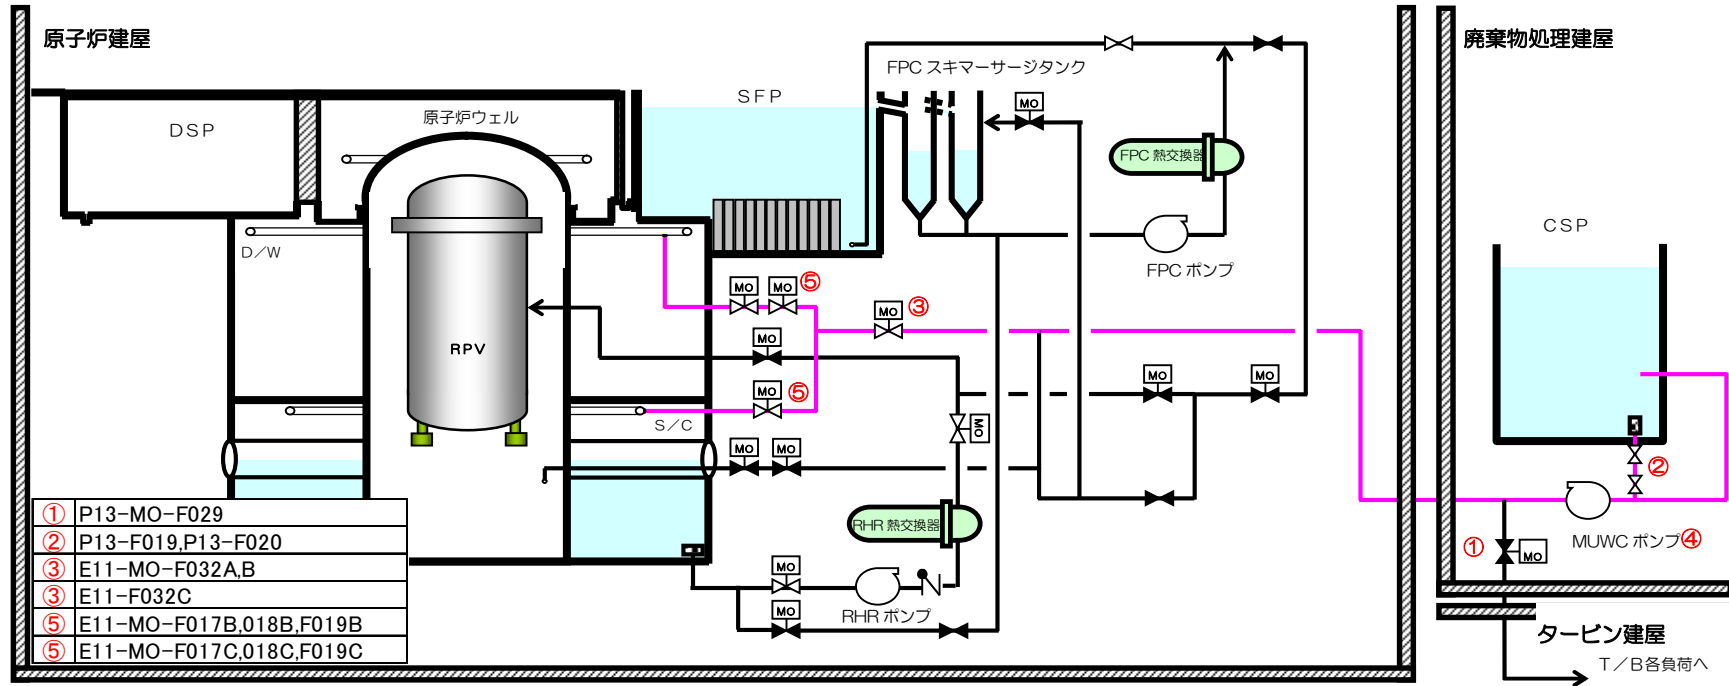 原子炉建屋
廃棄物処理建屋
FPC スキマーサージタンク
SFP
MO
原子炉ウェル
DSP
FPC 熱交換器
CSP
D/W
FPC ポンプ
MO
MO
⑤
MO
③
MO
RPV
MO
MO
MO
⑤
S/C
MO
MO
MO
②
① P13-MO-F029
② P13-F019,P13-F020
③ E11-MO-F032A,B
③ E11-F032C
⑤ E11-MO-F017B,018B,F019B
⑤ E11-MO-F017C,018C,F019C
RHR 熱交換器
MUWC ポンプ④
①
MO
MO
MO
RHR ポンプ
タービン建屋
T/B各負荷へ